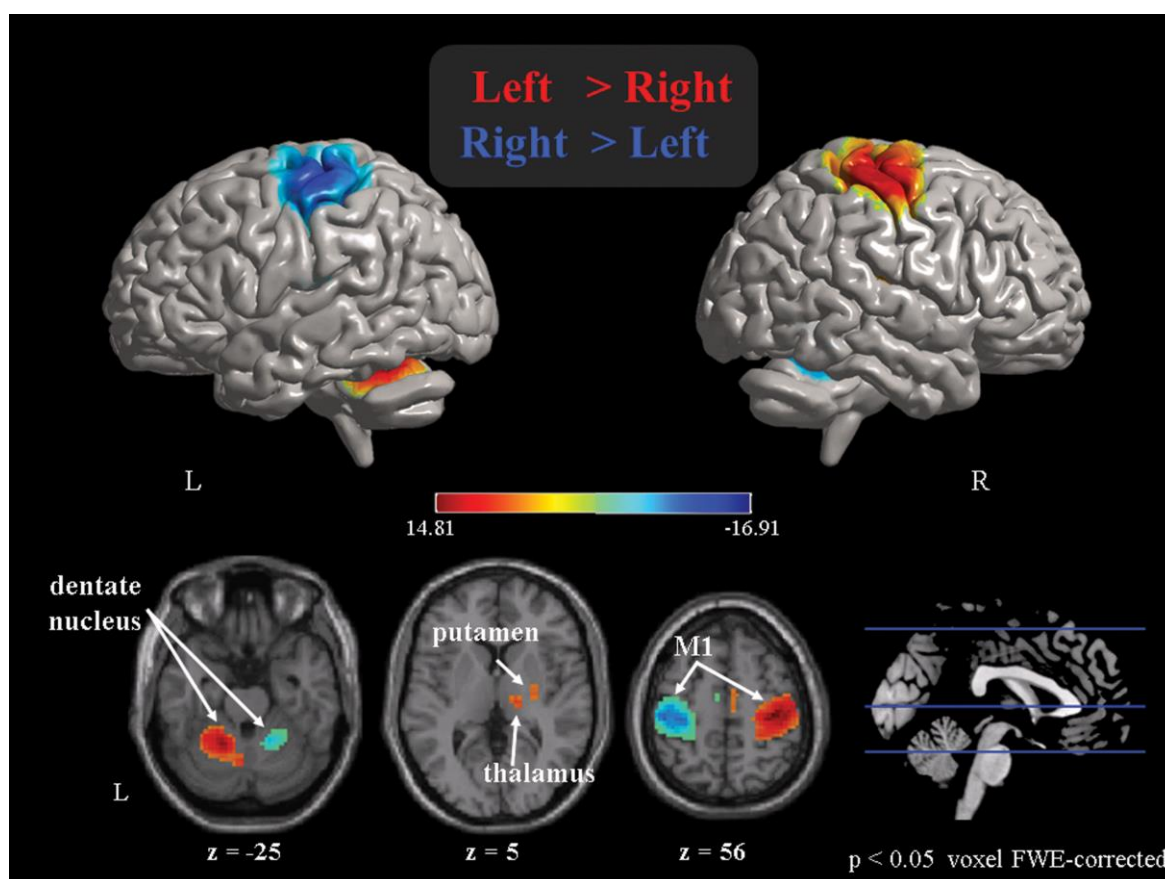 Left > Right
Right > Left
L
R
14.81
-16.91
dentate
nucleus
putamen
thalamus
M1
L
z = -25
z = 5
z = 56
p < 0.05 voxel FWE-corrected